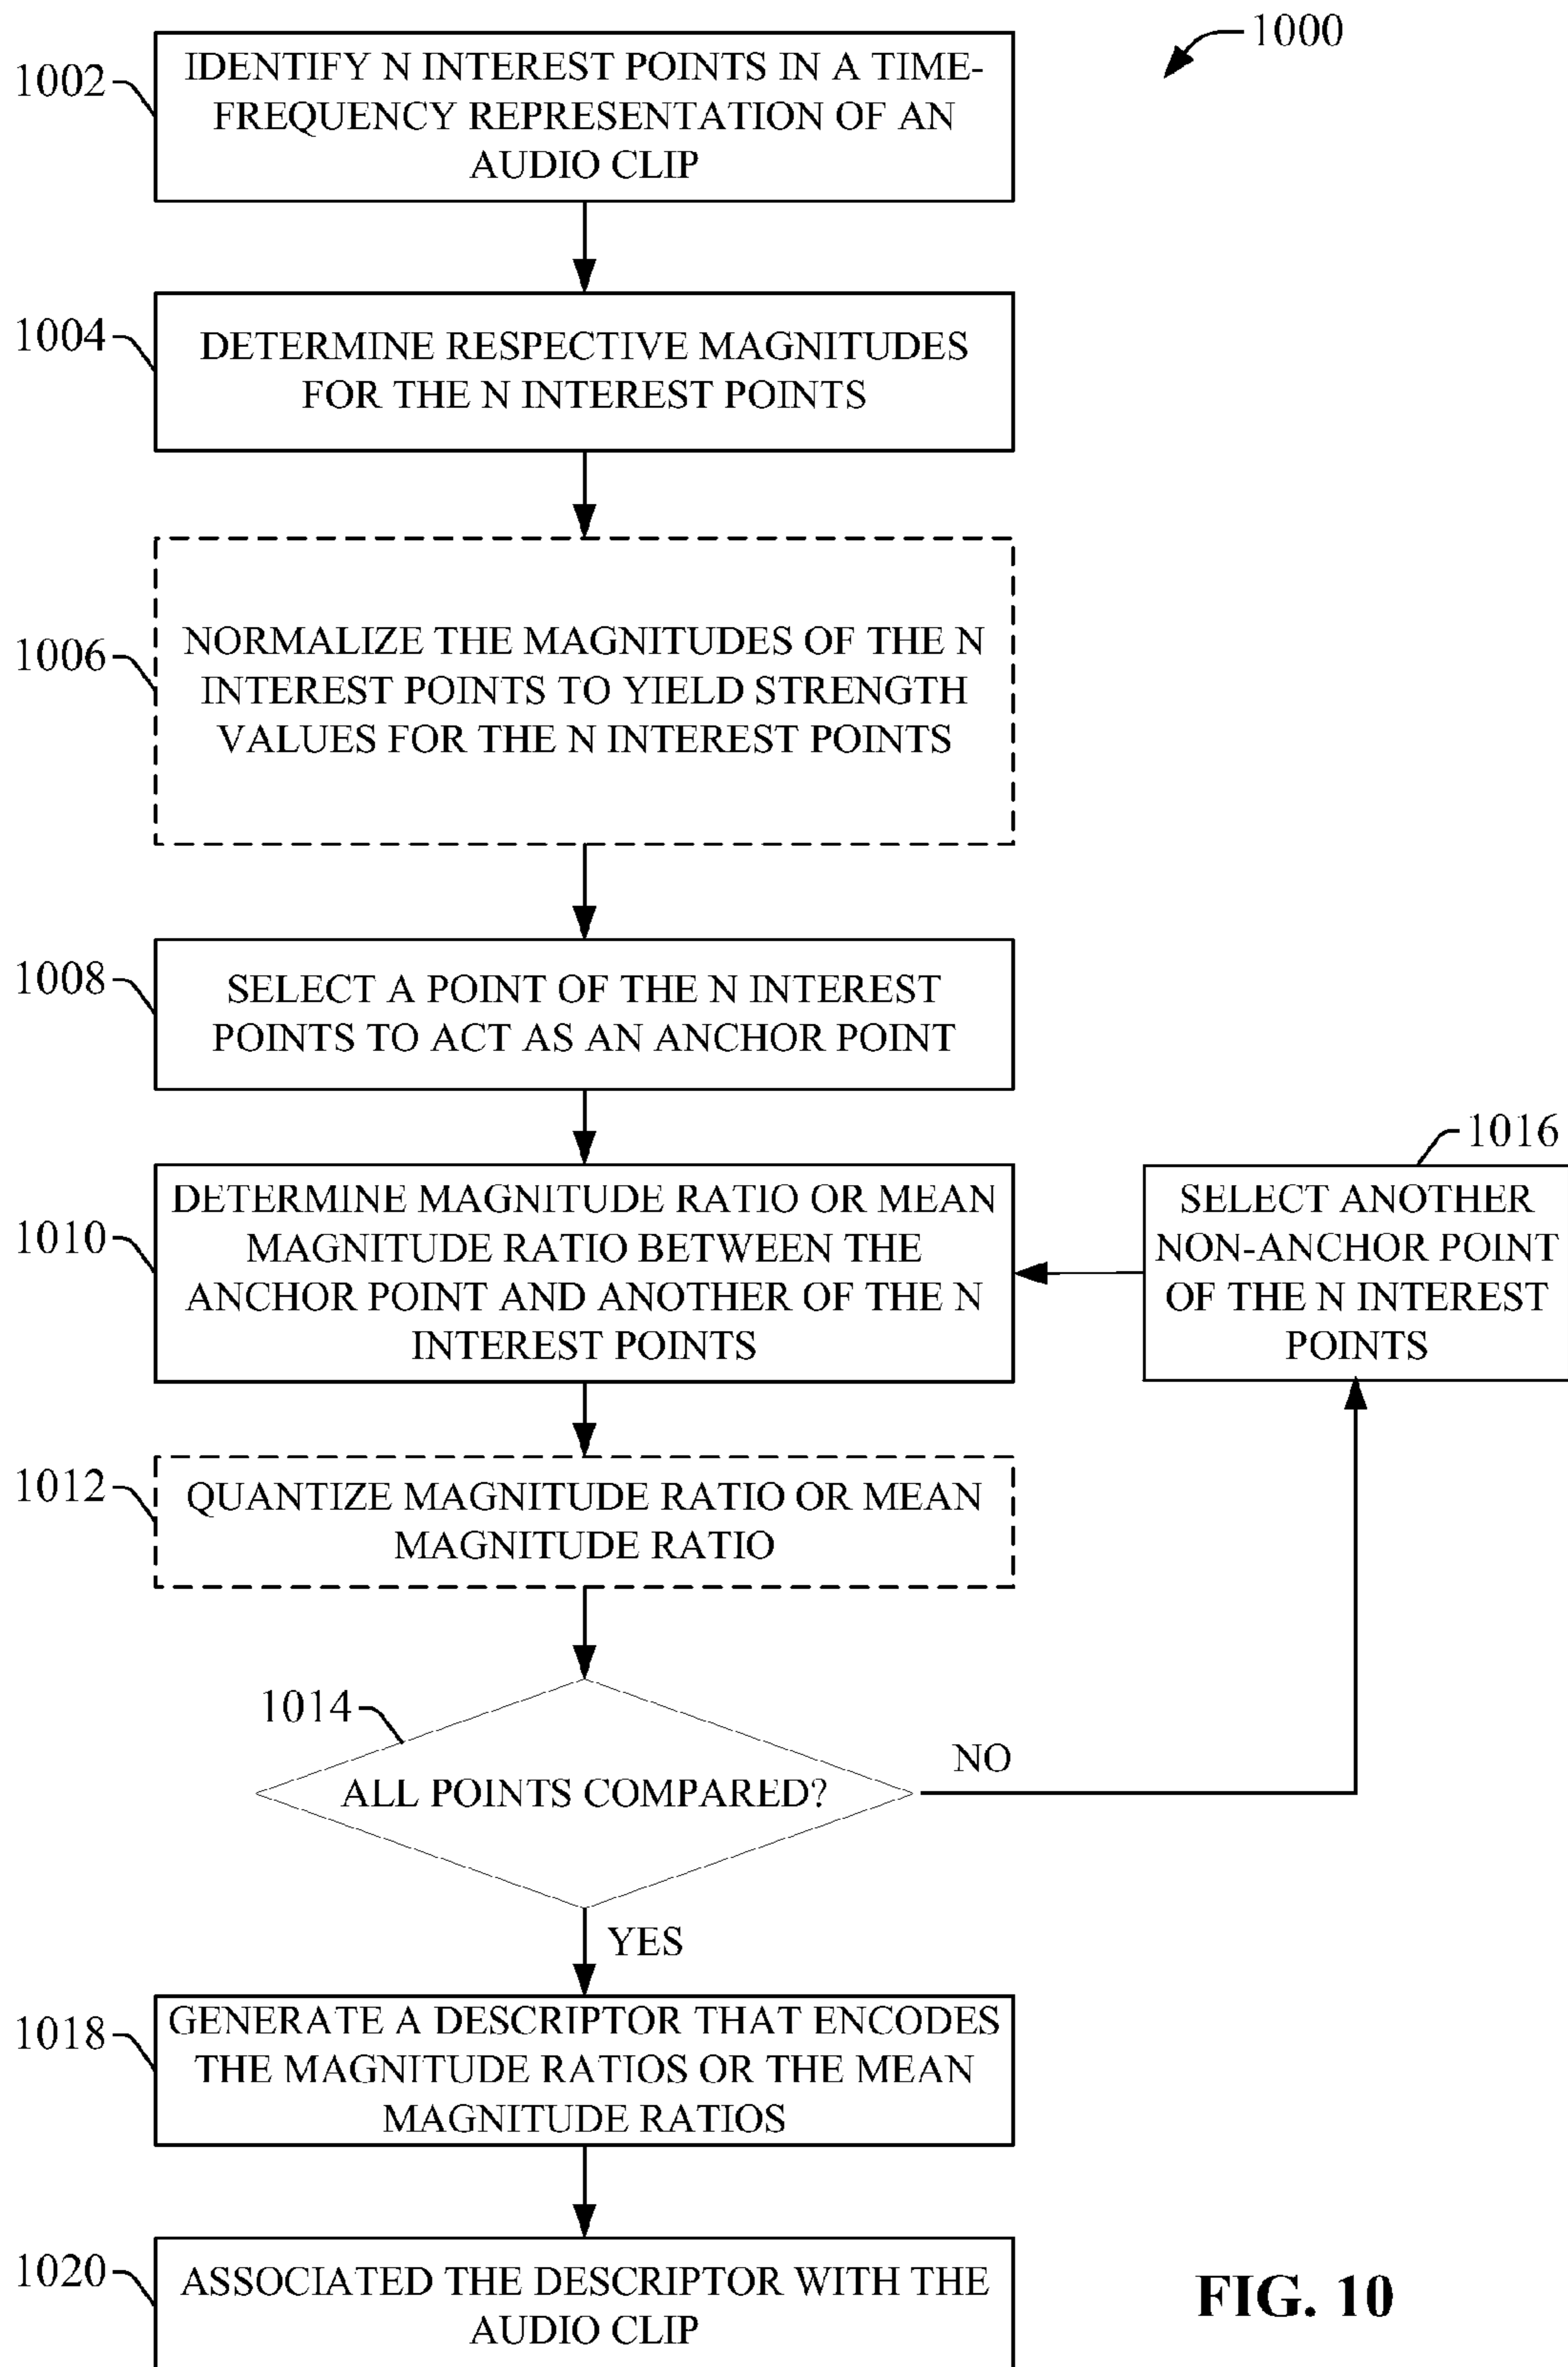 1000
1002
IDENTIFY N INTEREST POINTS IN A TIME-
FREQUENCY REPRESENTATION OF AN
AUDIO CLIP
1004
DETERMINE RESPECTIVE MAGNITUDES
FOR THE N INTEREST POINTS
1006
NORMALIZE THE MAGNITUDES OF THE N
INTEREST POINTS TO YIELD STRENGTH
VALUES FOR THE N INTEREST POINTS
1008
SELECT A POINT OF THE N INTEREST
POINTS TO ACT AS AN ANCHOR POINT
1010
DETERMINE MAGNITUDE RATIO OR MEAN
MAGNITUDE RATIO BETWEEN THE
ANCHOR POINT AND ANOTHER OF THE N
INTEREST POINTS
1016
SELECT ANOTHER
NON-ANCHOR POINT
OF THE N INTEREST
POINTS
1012
QUANTIZE MAGNITUDE RATIO OR MEAN
MAGNITUDE RATIO
1014
ALL POINTS COMPARED?
NO
YES
1018
GENERATE A DESCRIPTOR THAT ENCODES
THE MAGNITUDE RATIOS OR THE MEAN
MAGNITUDE RATIOS
1020
ASSOCIATED THE DESCRIPTOR WITH THE
AUDIO CLIP
FIG. 10